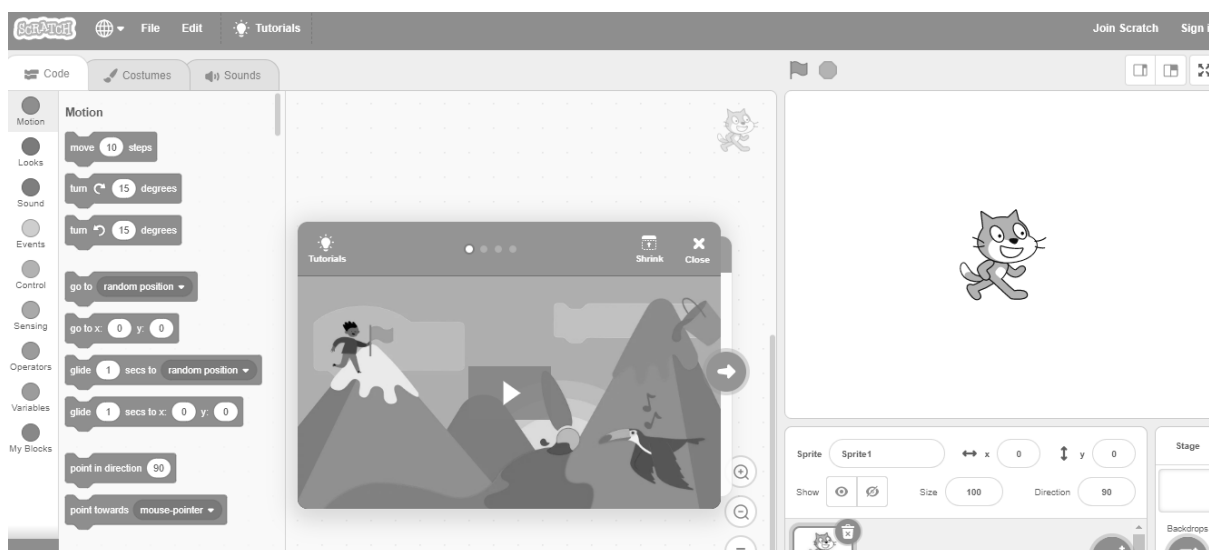 SCRATCH File Edit Tutorials Join Scratch Sign i
Code Costumes Sounds
Motion
Looks
Sound
Events
Control
Sensing
Operators
Variables
My Blocks
Motion
move 10 steps
turn 15 degrees
turn 15 degrees
go to random position
go to x: 0 y: 0
glide 1 secs to random position
glide 1 secs to x: 0 y: 0
point in direction 90
point towards mouse-pointer
Tutorials Shrink Close
Sprite Sprite1 x 0 y 0
Show Size 100 Direction 90
Stage
Backdrops